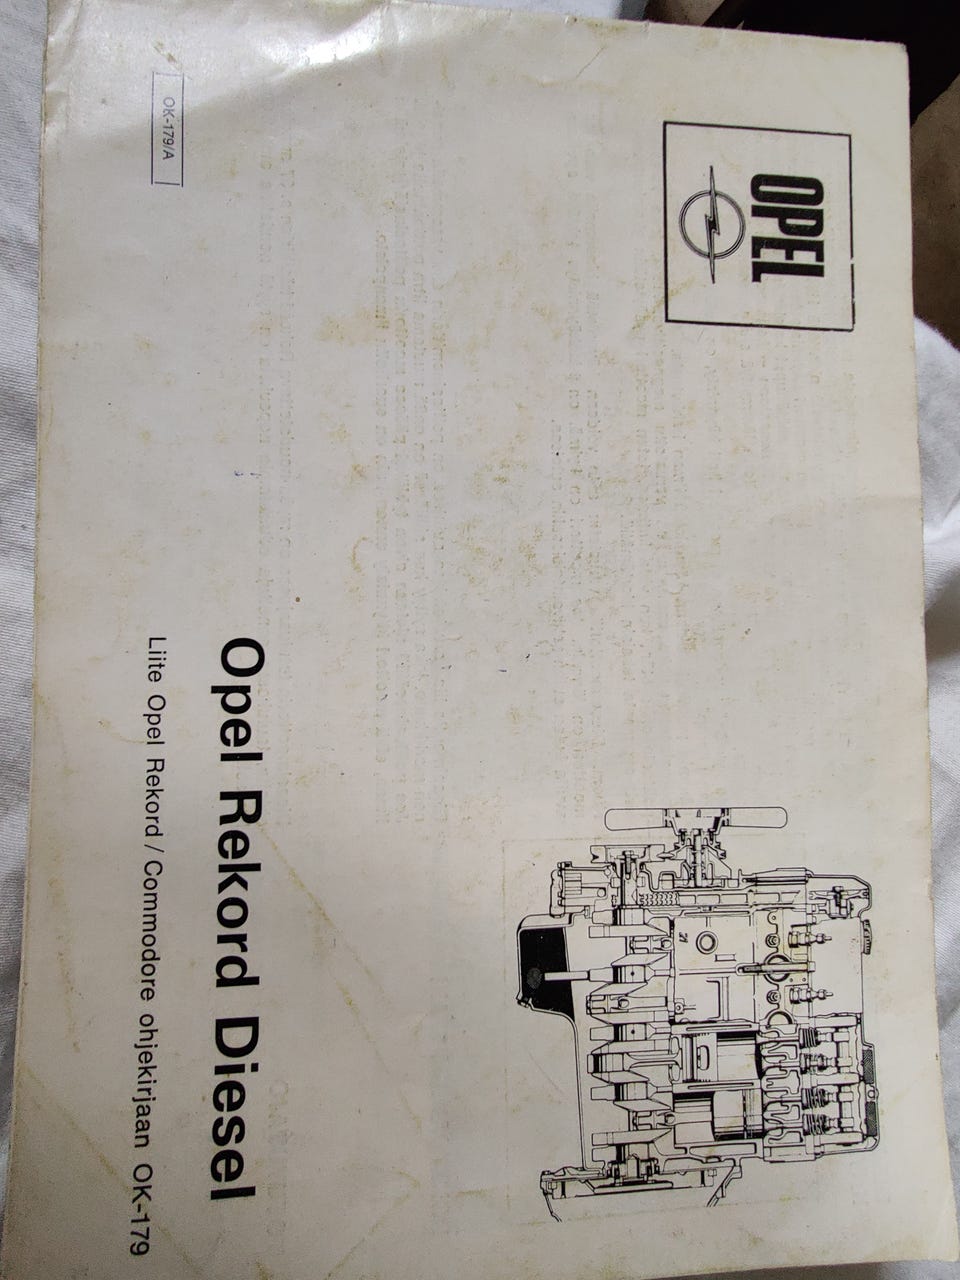 OPEL
Opel Rekord Diesel
Liite Opel Rekord / Commodore ohjekirjaan OK-179
OK-179/A